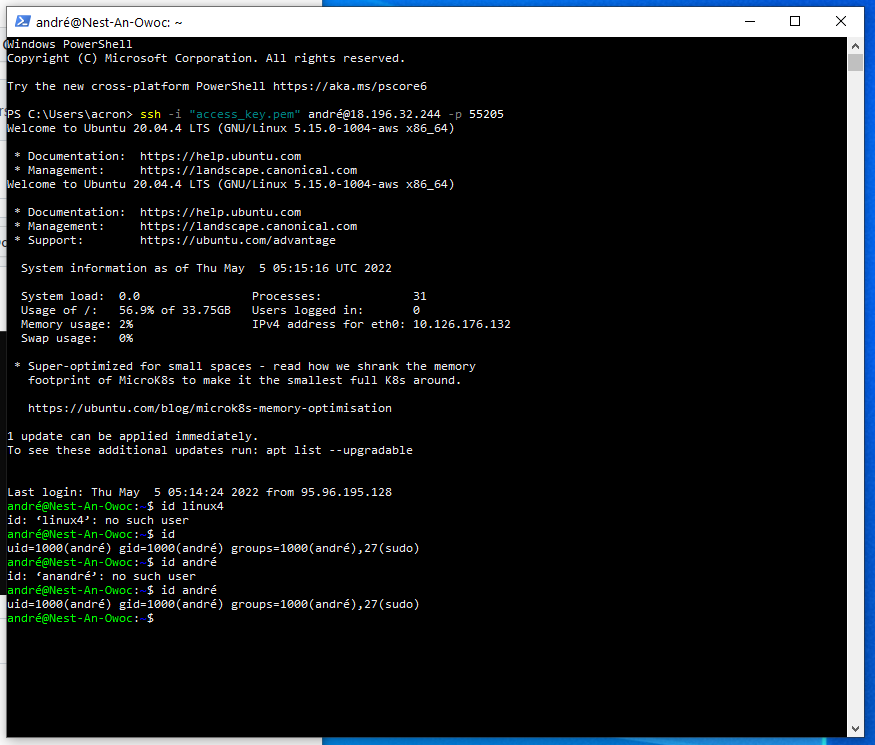 andré@Nest-An-Owoc: ~
Windows PowerShell
Copyright (C) Microsoft Corporation. All rights reserved.
Try the new cross-platform PowerShell https://aka.ms/pscore6
PS C:\Users\acron> ssh -i "access_key.pem" andré@18.196.32.244 -p 55205
Welcome to Ubuntu 20.04.4 LTS (GNU/Linux 5.15.0-1004-aws x86_64)
* Documentation:  https://help.ubuntu.com
* Management:     https://landscape.canonical.com
Welcome to Ubuntu 20.04.4 LTS (GNU/Linux 5.15.0-1004-aws x86_64)
* Documentation:  https://help.ubuntu.com
* Management:     https://landscape.canonical.com
* Support:        https://ubuntu.com/advantage
System information as of Thu May  5 05:15:16 UTC 2022
System load:  0.0                Processes:             31
Usage of /:   56.9% of 33.75GB   Users logged in:       0
Memory usage: 2%                 IPv4 address for eth0: 10.126.176.132
Swap usage:   0%
* Super-optimized for small spaces - read how we shrank the memory
footprint of MicroK8s to make it the smallest full K8s around.
https://ubuntu.com/blog/microk8s-memory-optimisation
1 update can be applied immediately.
To see these additional updates run: apt list --upgradable
Last login: Thu May  5 05:14:24 2022 from 95.96.195.128
andré@Nest-An-Owoc:~$ id linux4
id: ‘linux4’: no such user
andré@Nest-An-Owoc:~$ id
uid=1000(andré) gid=1000(andré) groups=1000(andré),27(sudo)
andré@Nest-An-Owoc:~$ id andré
id: ‘anandré’: no such user
andré@Nest-An-Owoc:~$ id andré
uid=1000(andré) gid=1000(andré) groups=1000(andré),27(sudo)
andré@Nest-An-Owoc:~$